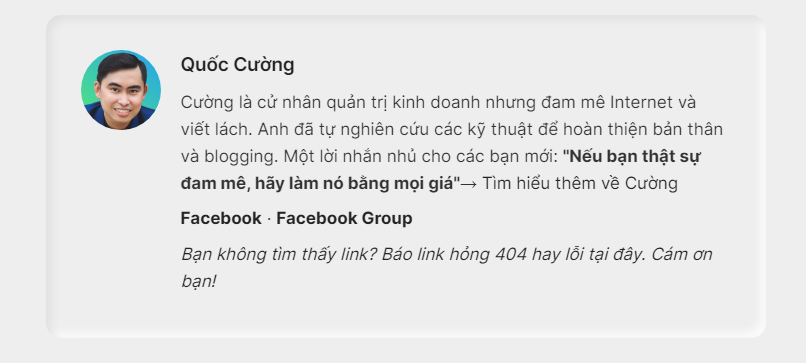 Quốc Cường
Cường là cử nhân quản trị kinh doanh nhưng đam mê Internet và
viết lách. Anh đã tự nghiên cứu các kỹ thuật để hoàn thiện bản thân
và blogging. Một lời nhắn nhủ cho các bạn mới: "Nếu bạn thật sự
đam mê, hãy làm nó bằng mọi giá"→ Tìm hiểu thêm về Cường
Facebook · Facebook Group
Bạn không tìm thấy link? Báo link hỏng 404 hay lỗi tại đây. Cám ơn
bạn!